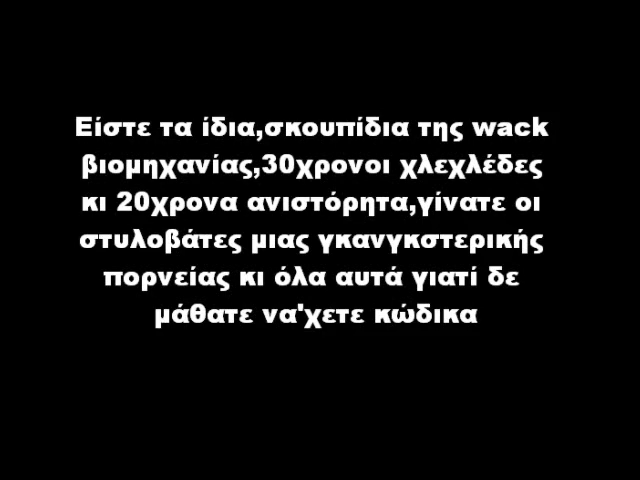 Είστε τα ίδια,σκουπίδια της wack
βιομηχανίας,30χρονοι χλεχλέδες
κι 20χρονα ανιστόρητα,γίνατε οι
στυλοβάτες μιας γκανγκστερικής
πορνείας κι όλα αυτά γιατί δε
μάθατε να'χετε κώδικα